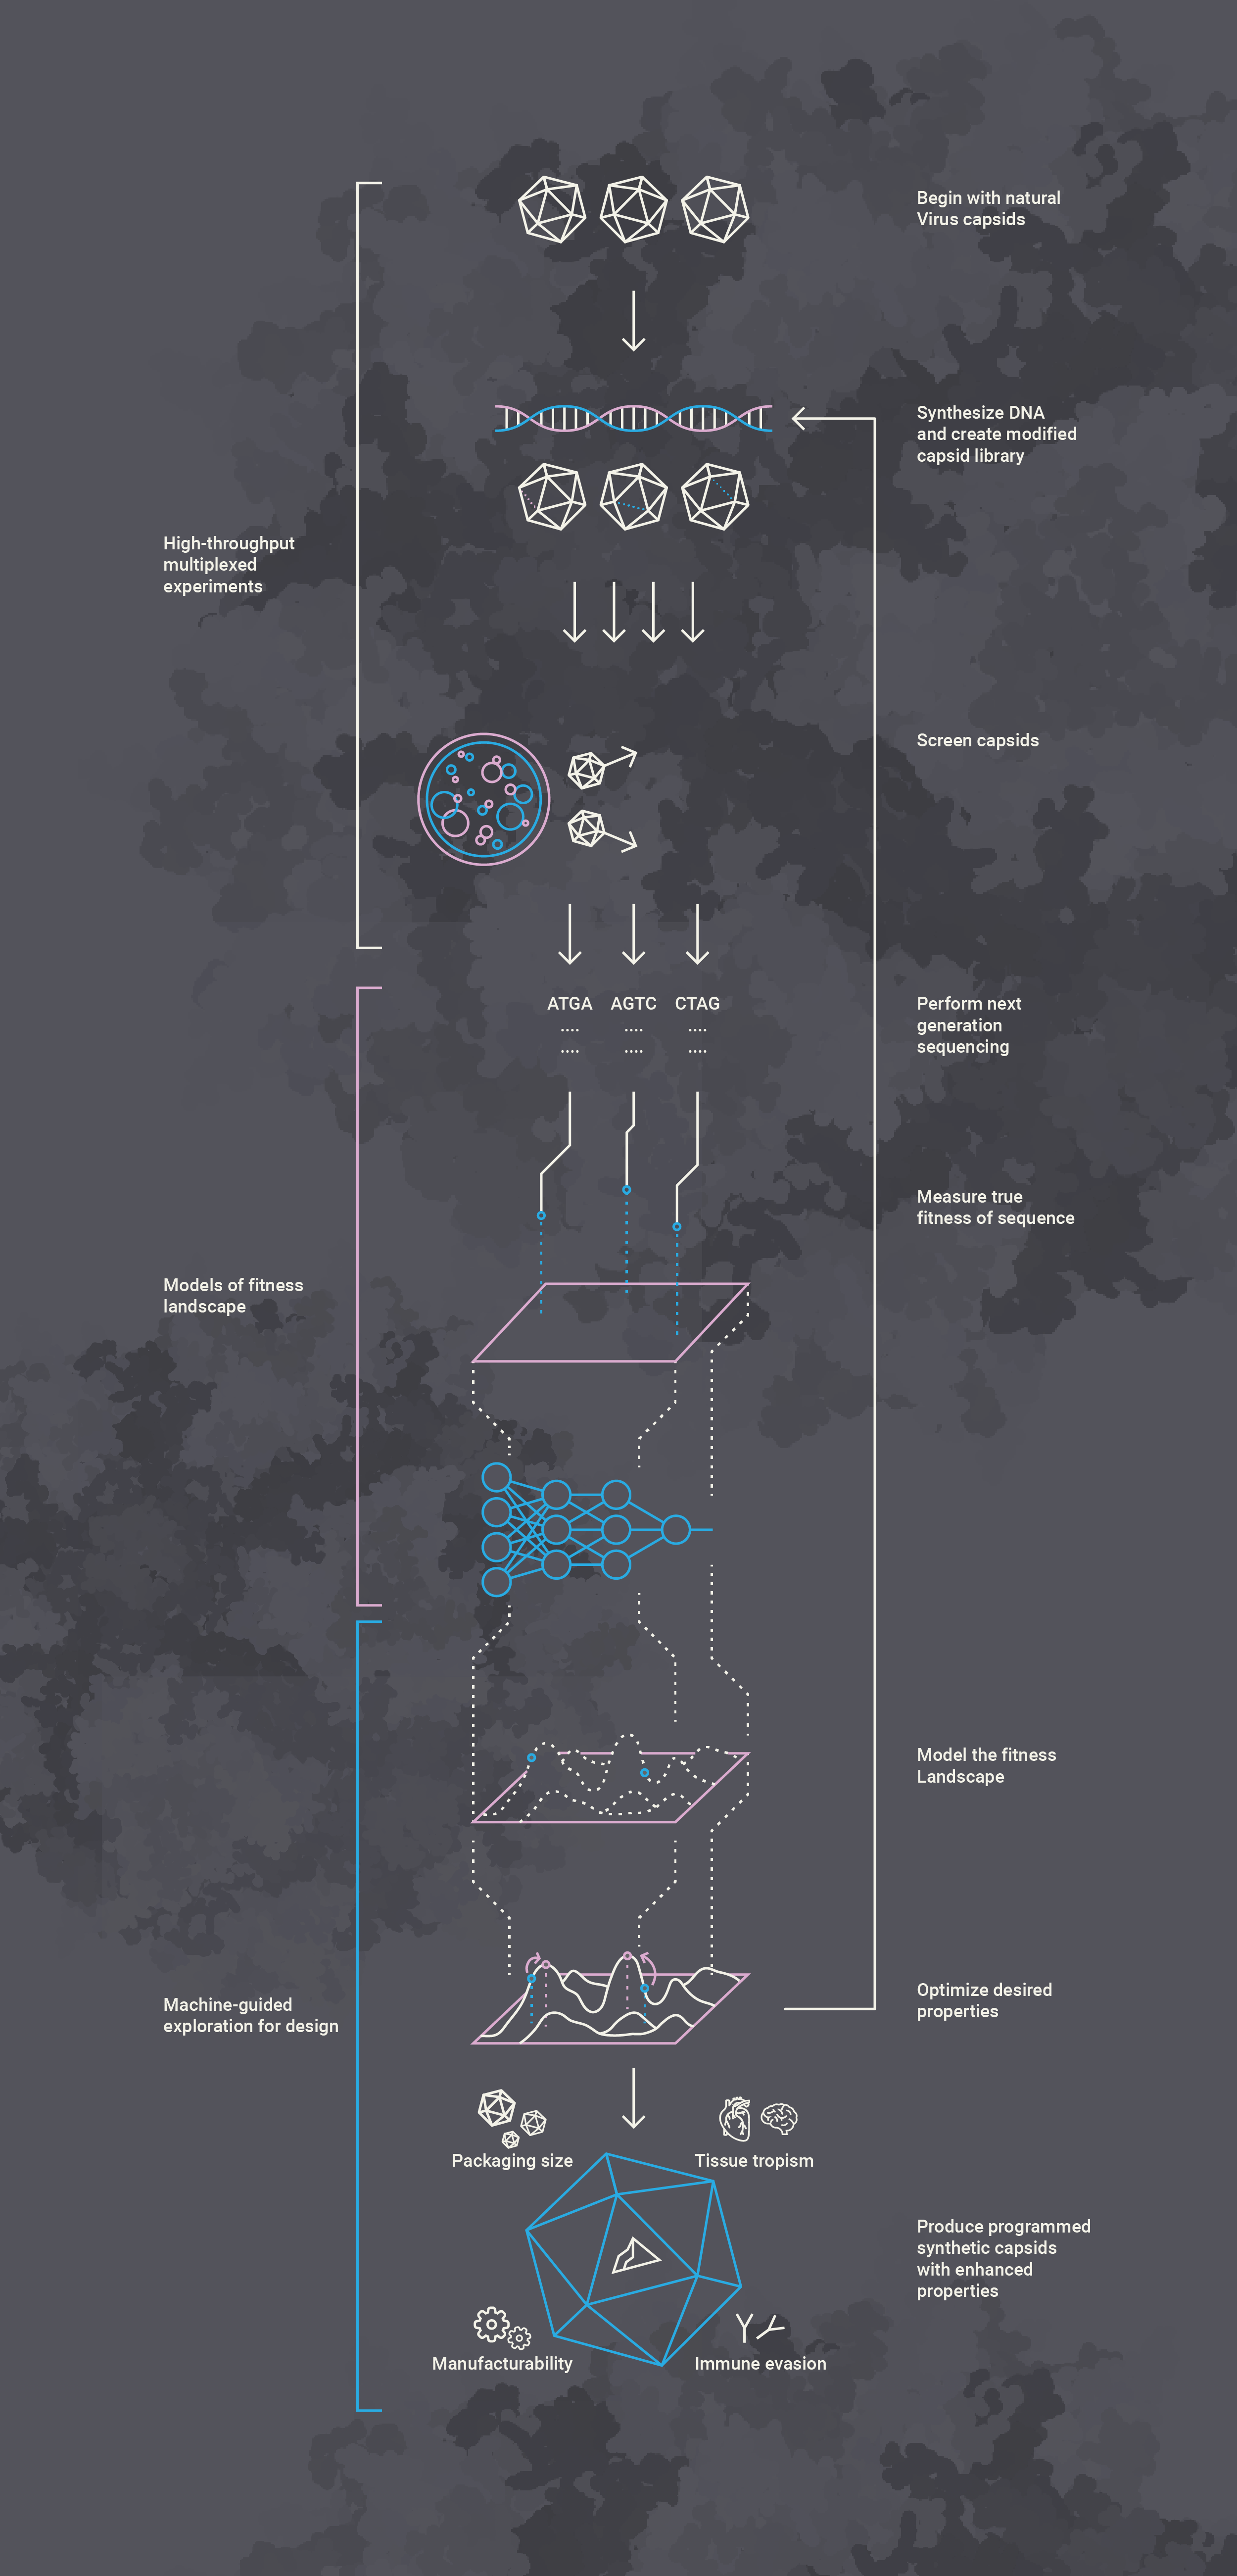 Begin with natural
Virus capsids
Synthesize DNA
and create modified
capsid library
High-throughput
multiplexed
experiments
Screen capsids
ATGA AGTC CTAG
.... .... ....
.... .... ....
Perform next
generation
sequencing
Measure true
fitness of sequence
Models of fitness
landscape
Model the fitness
Landscape
Optimize desired
properties
Machine-guided
exploration for design
Packaging size
Tissue tropism
Produce programmed
synthetic capsids
with enhanced
properties
Manufacturability
Immune evasion